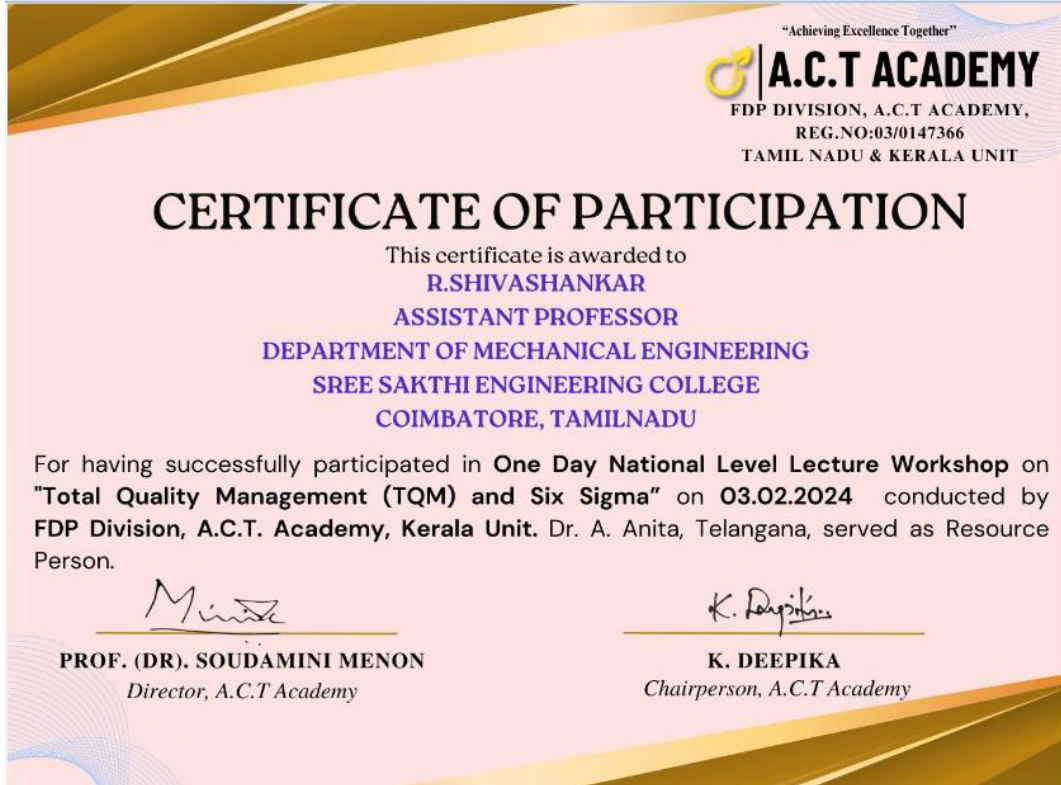 “Achieving Excellence Together”
A.C.T ACADEMY
FDP DIVISION, A.C.T ACADEMY,
REG.NO:03/0147366
TAMIL NADU & KERALA UNIT
CERTIFICATE OF PARTICIPATION
This certificate is awarded to
R.SHIVASHANKAR
ASSISTANT PROFESSOR
DEPARTMENT OF MECHANICAL ENGINEERING
SREE SAKTHI ENGINEERING COLLEGE
COIMBATORE, TAMILNADU
For having successfully participated in One Day National Level Lecture Workshop on
"Total Quality Management (TQM) and Six Sigma” on 03.02.2024 conducted by
FDP Division, A.C.T. Academy, Kerala Unit. Dr. A. Anita, Telangana, served as Resource
Person.
K.
PROF. (DR). SOUDAMINI MENON
Director, A.C.T Academy
K. DEEPIKA
Chairperson, A.C.T Academy